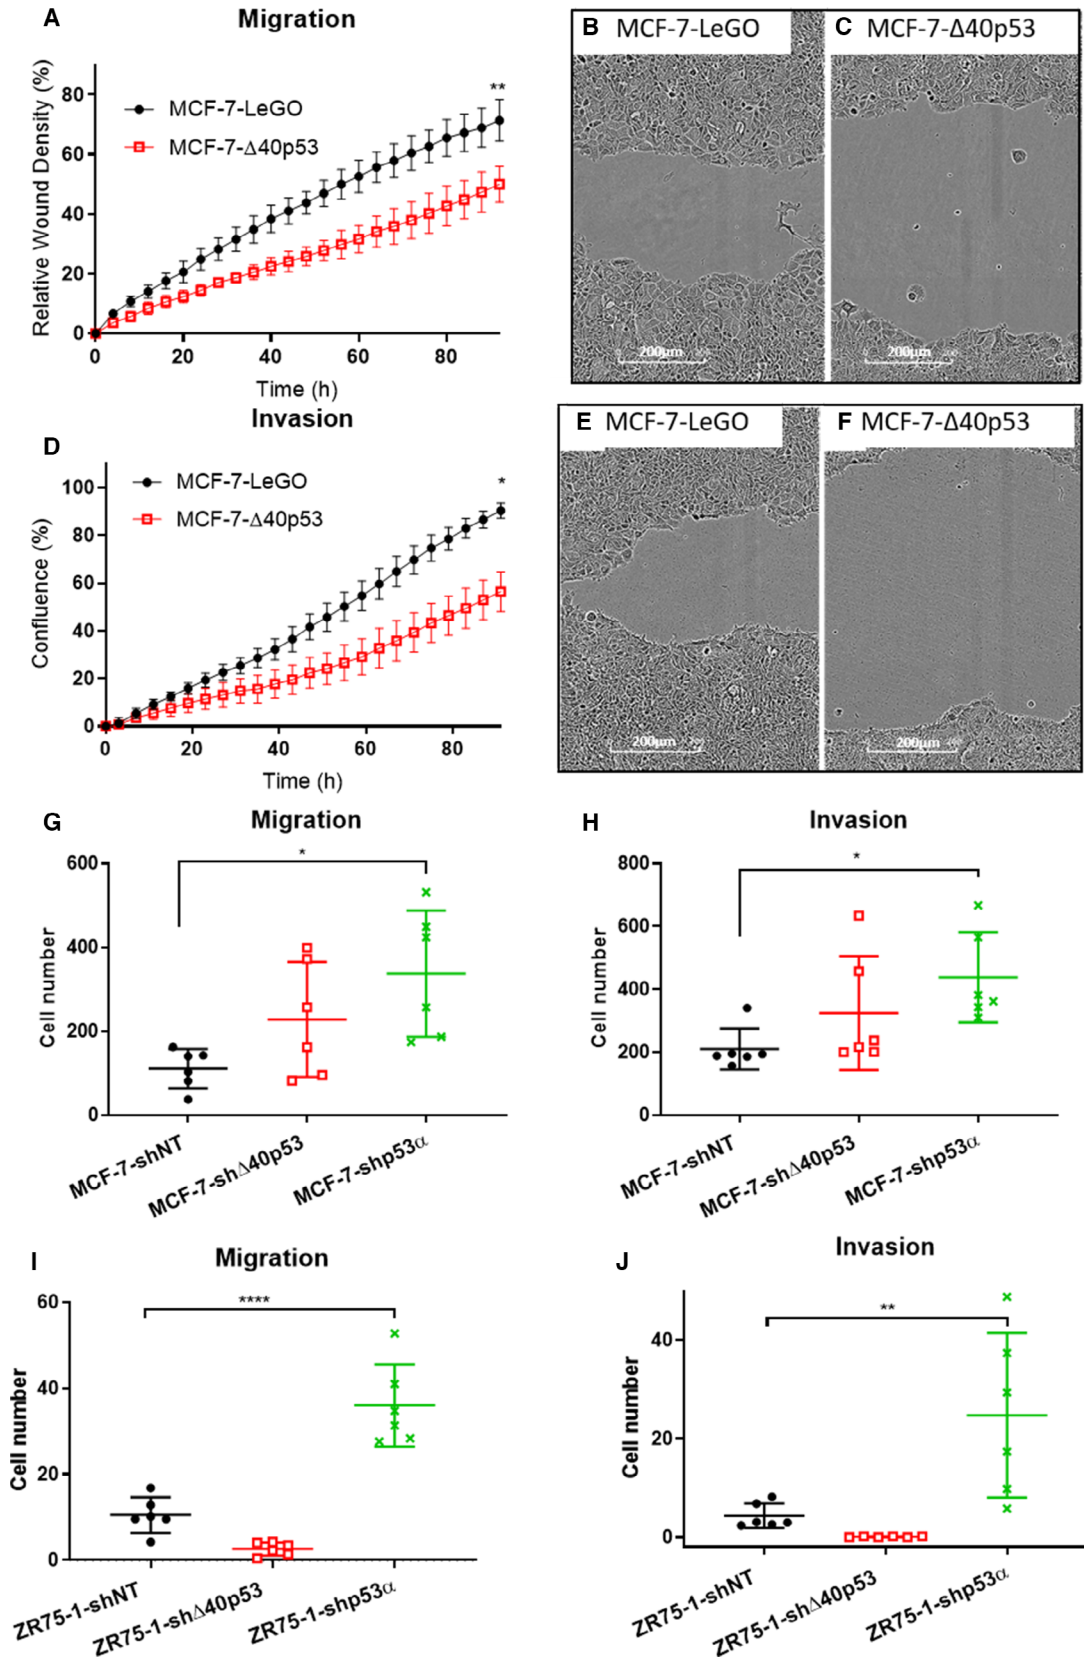 A
Migration
Relative Wound Density (%)
80
60
40
20
0
MCF-7-LeGO
MCF-7-Δ40p53
**
0 20 40 60 80
Time (h)
B MCF-7-LeGO
200µm
C MCF-7-Δ40p53
200µm
D
Invasion
Confluence (%)
100
80
60
40
20
0
MCF-7-LeGO
MCF-7-Δ40p53
*
0 20 40 60 80
Time (h)
E MCF-7-LeGO
200µm
F MCF-7-Δ40p53
200µm
G
Migration
Cell number
600
400
200
0
*
MCF-7-shNT
MCF-7-shΔ40p53
MCF-7-shp53α
H
Invasion
Cell number
800
600
400
200
0
*
MCF-7-shNT
MCF-7-shΔ40p53
MCF-7-shp53α
I
Migration
Cell number
60
40
20
0
****
ZR75-1-shNT
ZR75-1-shΔ40p53
ZR75-1-shp53α
J
Invasion
Cell number
40
20
0
**
ZR75-1-shNT
ZR75-1-shΔ40p53
ZR75-1-shp53α